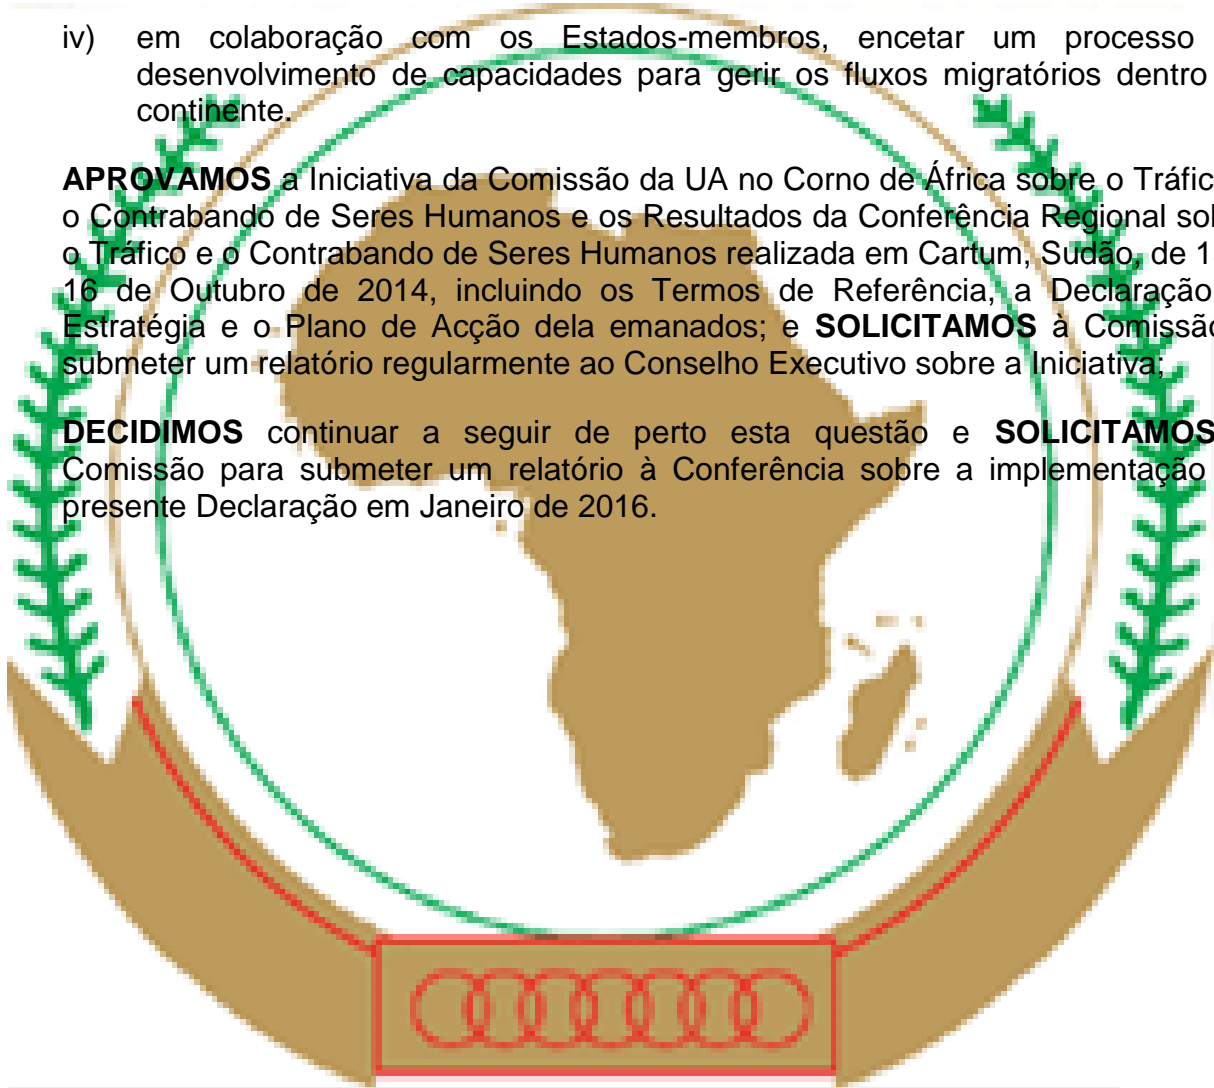 iv) em colaboração com os Estados-membros, encetar um processo
desenvolvimento de capacidades para gerir os fluxos migratórios dentro
continente.
APROVAMOS a Iniciativa da Comissão da UA no Corno de África sobre o Tráfic
o Contrabando de Seres Humanos e os Resultados da Conferência Regional sol
o Tráfico e o Contrabando de Seres Humanos realizada em Cartum, Sudão, de 1
16 de Outubro de 2014, incluindo os Termos de Referência, a Declaração
Estratégia e o Plano de Acção dela emanados; e SOLICITAMOS à Comissão
submeter um relatório regularmente ao Conselho Executivo sobre a Iniciativa;
DECIDIMOS continuar a seguir de perto esta questão e SOLICITAMOS
Comissão para submeter um relatório à Conferência sobre a implementação
presente Declaração em Janeiro de 2016.